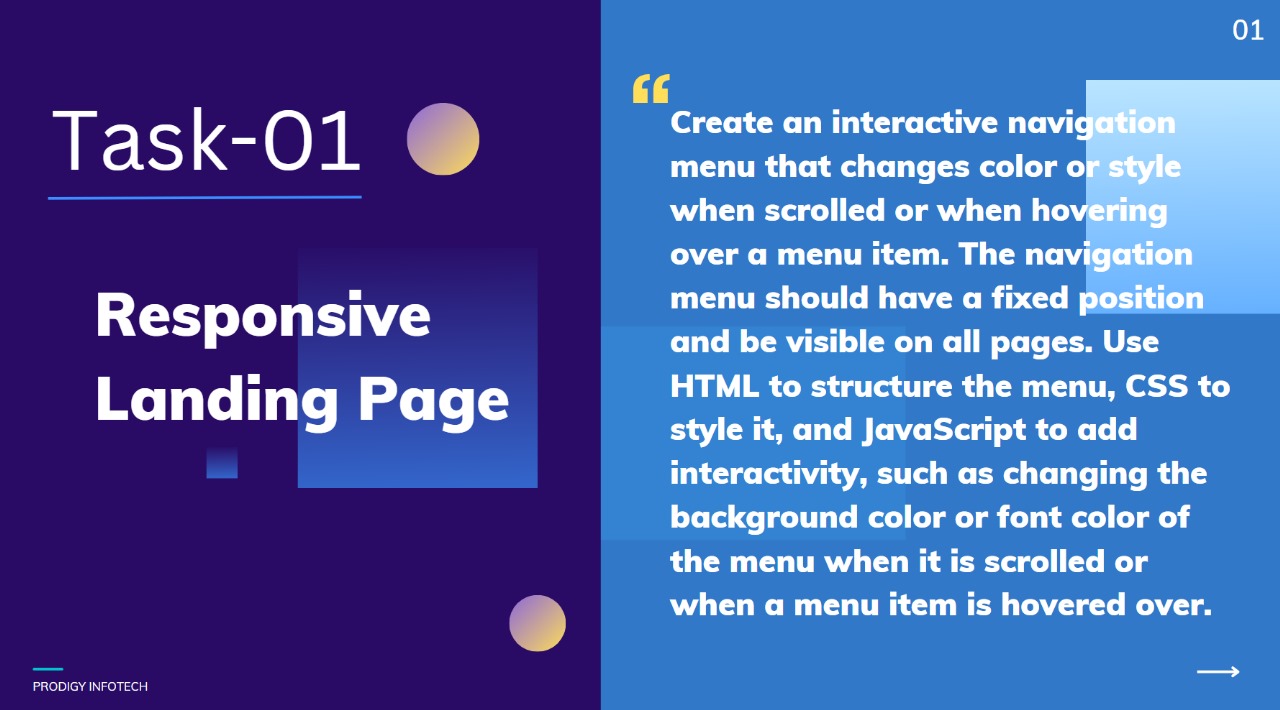 01
Task-01
Responsive
Landing Page
PRODIGY INFOTECH
“
Create an interactive navigation
menu that changes color or style
when scrolled or when hovering
over a menu item. The navigation
menu should have a fixed position
and be visible on all pages. Use
HTML to structure the menu, CSS to
style it, and JavaScript to add
interactivity, such as changing the
background color or font color of
the menu when it is scrolled or
when a menu item is hovered over.